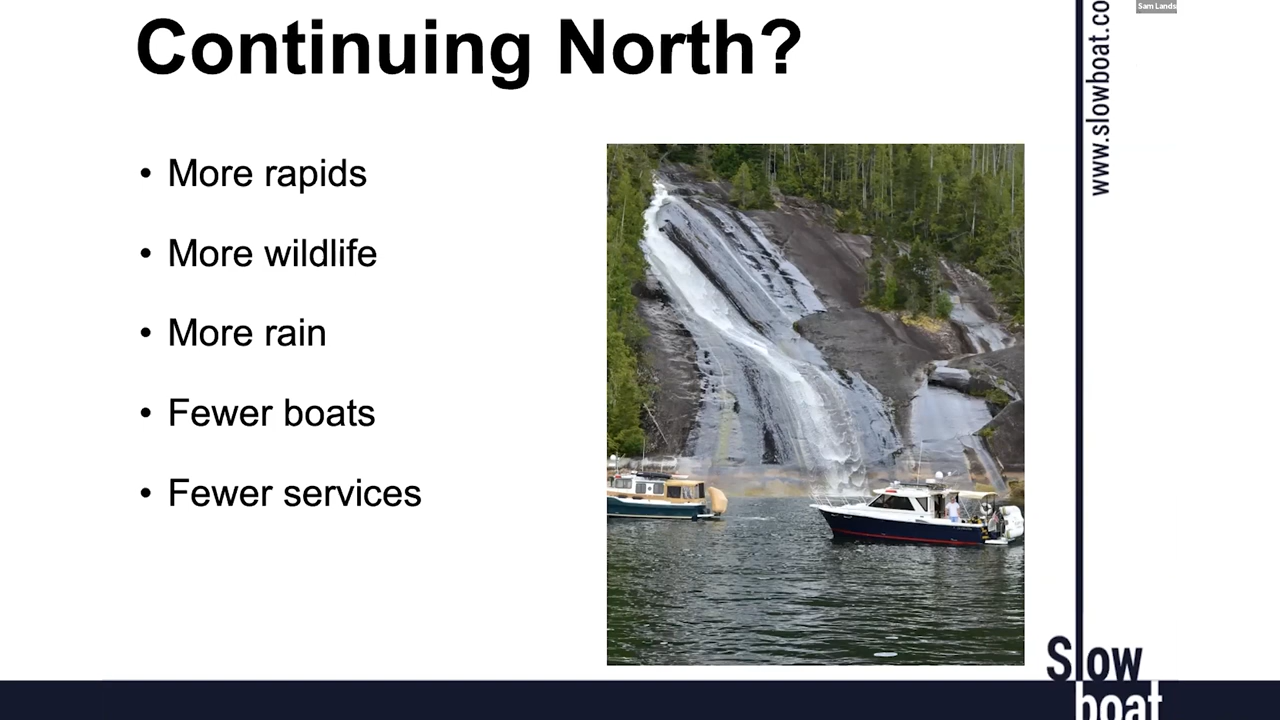 Continuing North?
• More rapids
• More wildlife
• More rain
• Fewer boats
• Fewer services
www.slowboat.co
Sam Lands
Slow
boat